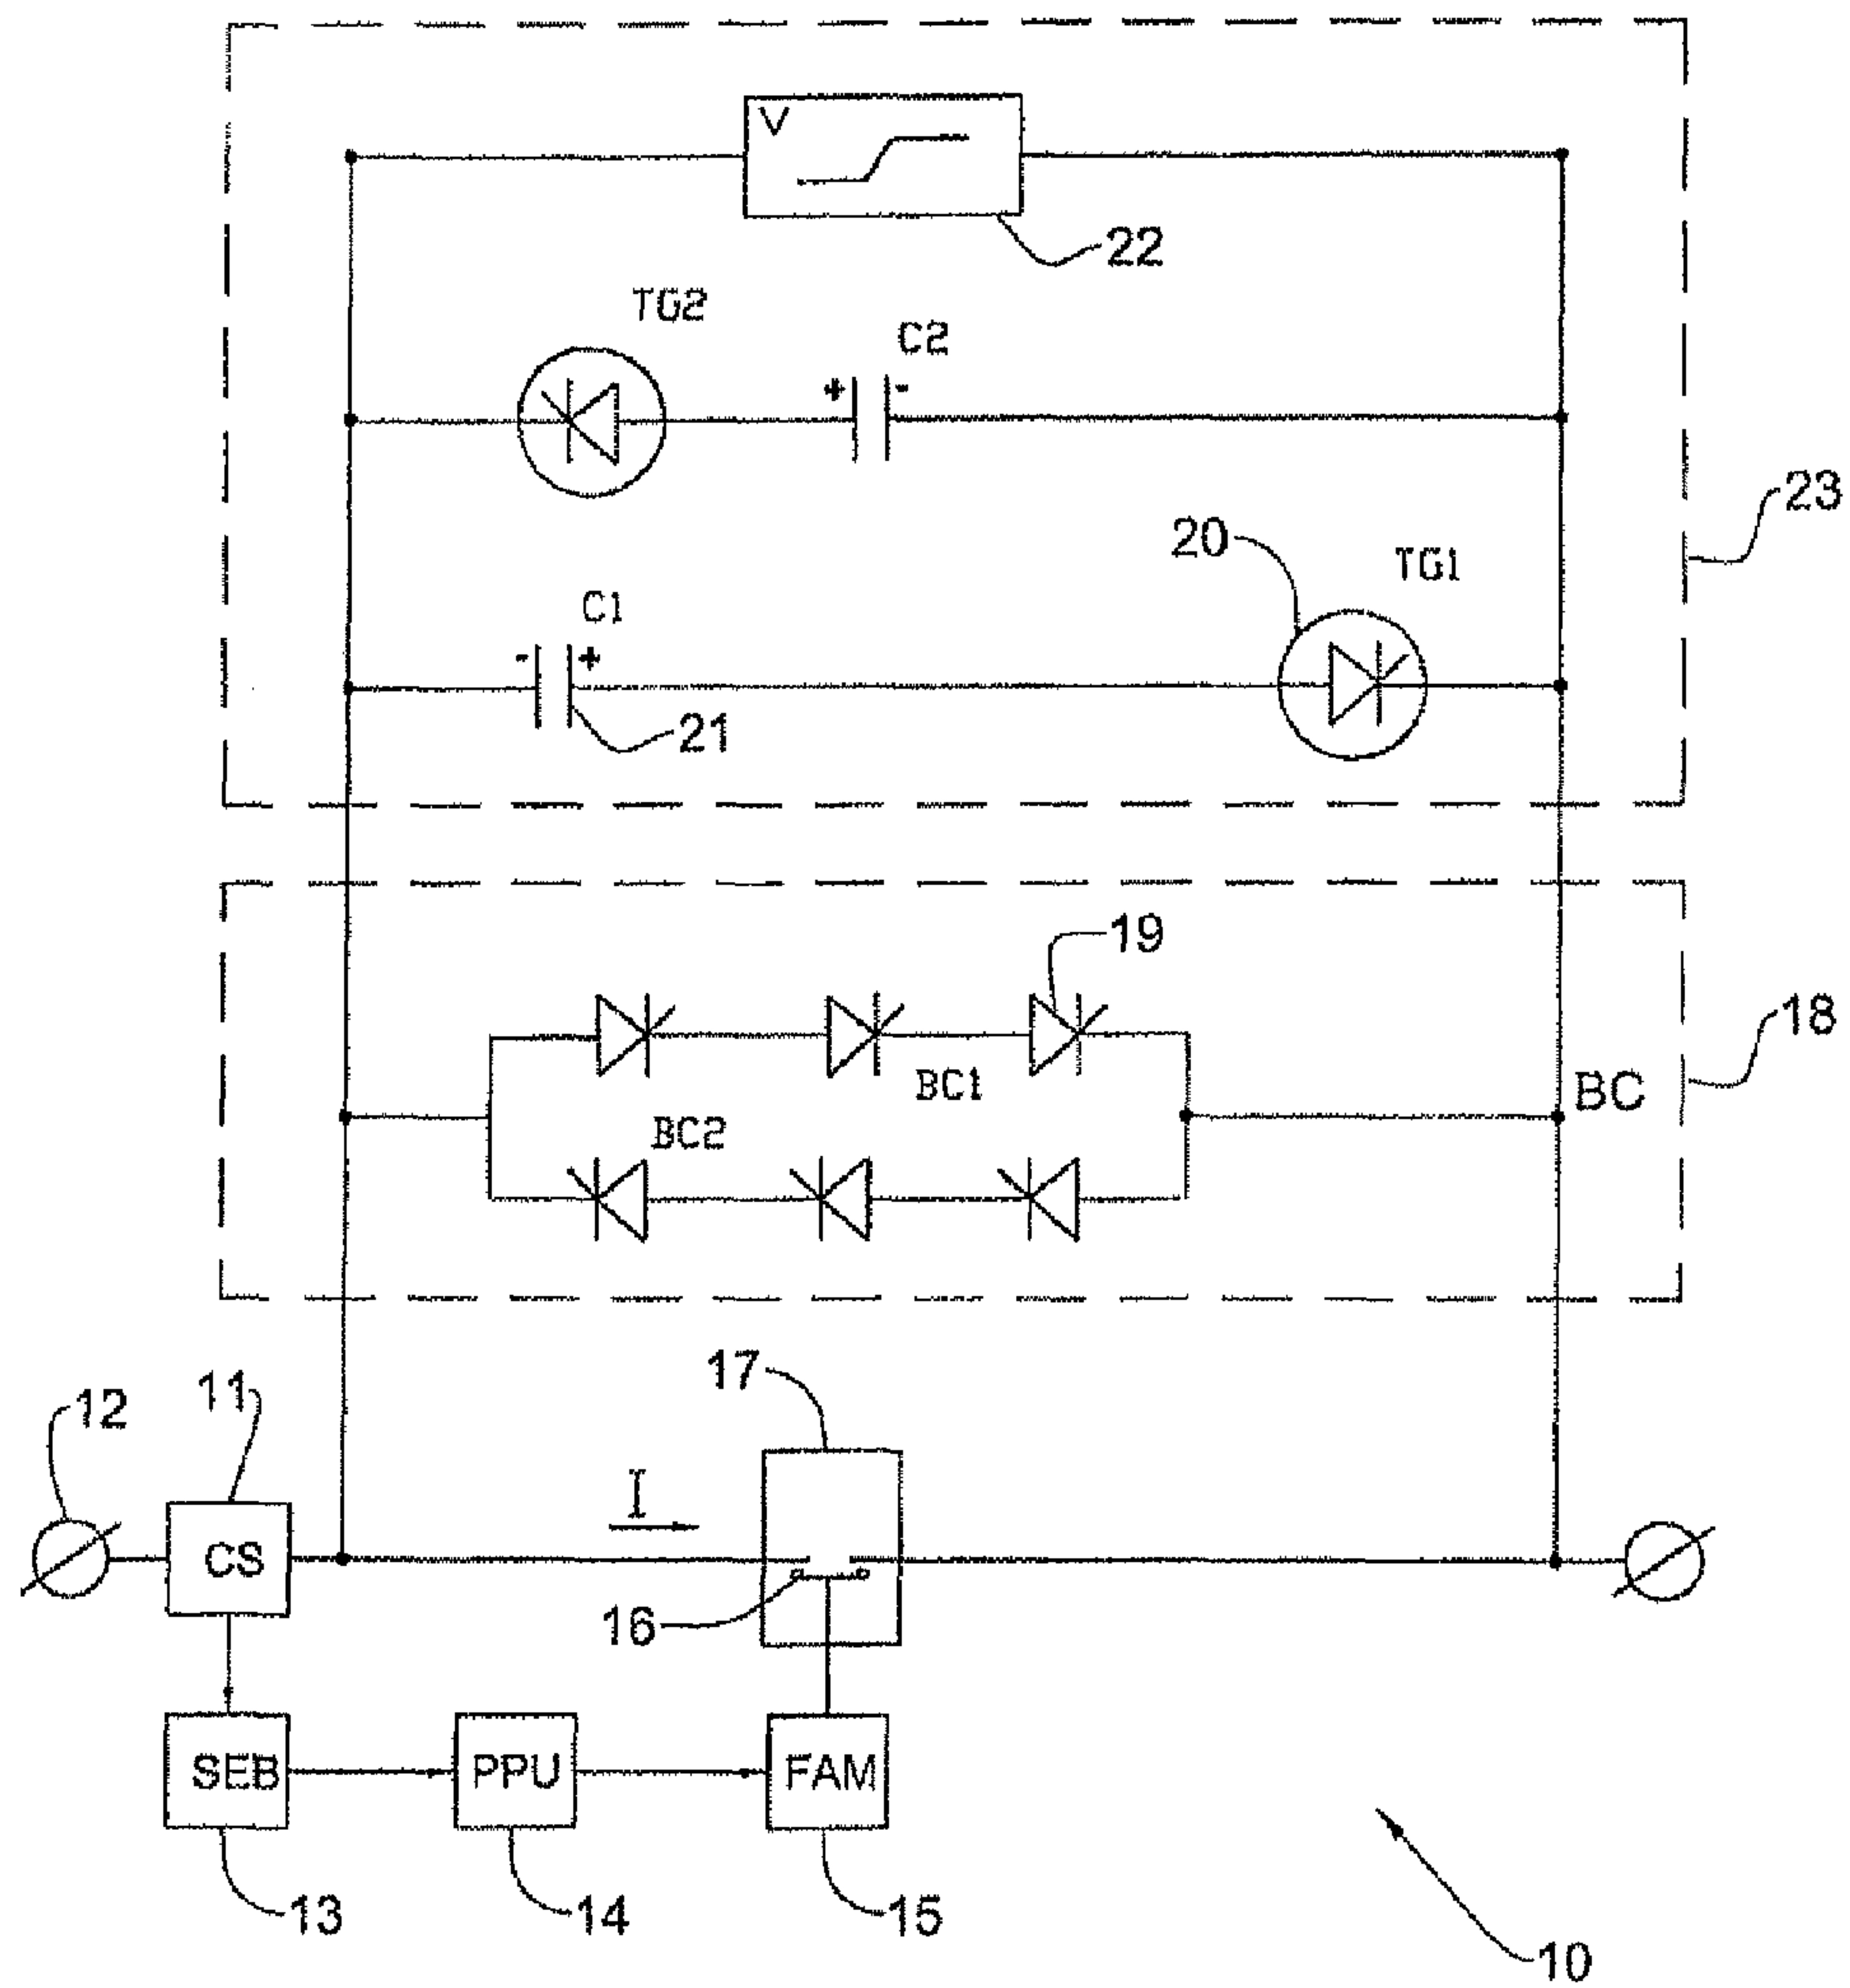 V
22
TG2
C2
+ -
23
20
TG1
C1
- +
21
19
18
BC1
BC
BC2
17
11
12
I
CS
16
SEB
PPU
FAM
13
14
15
10